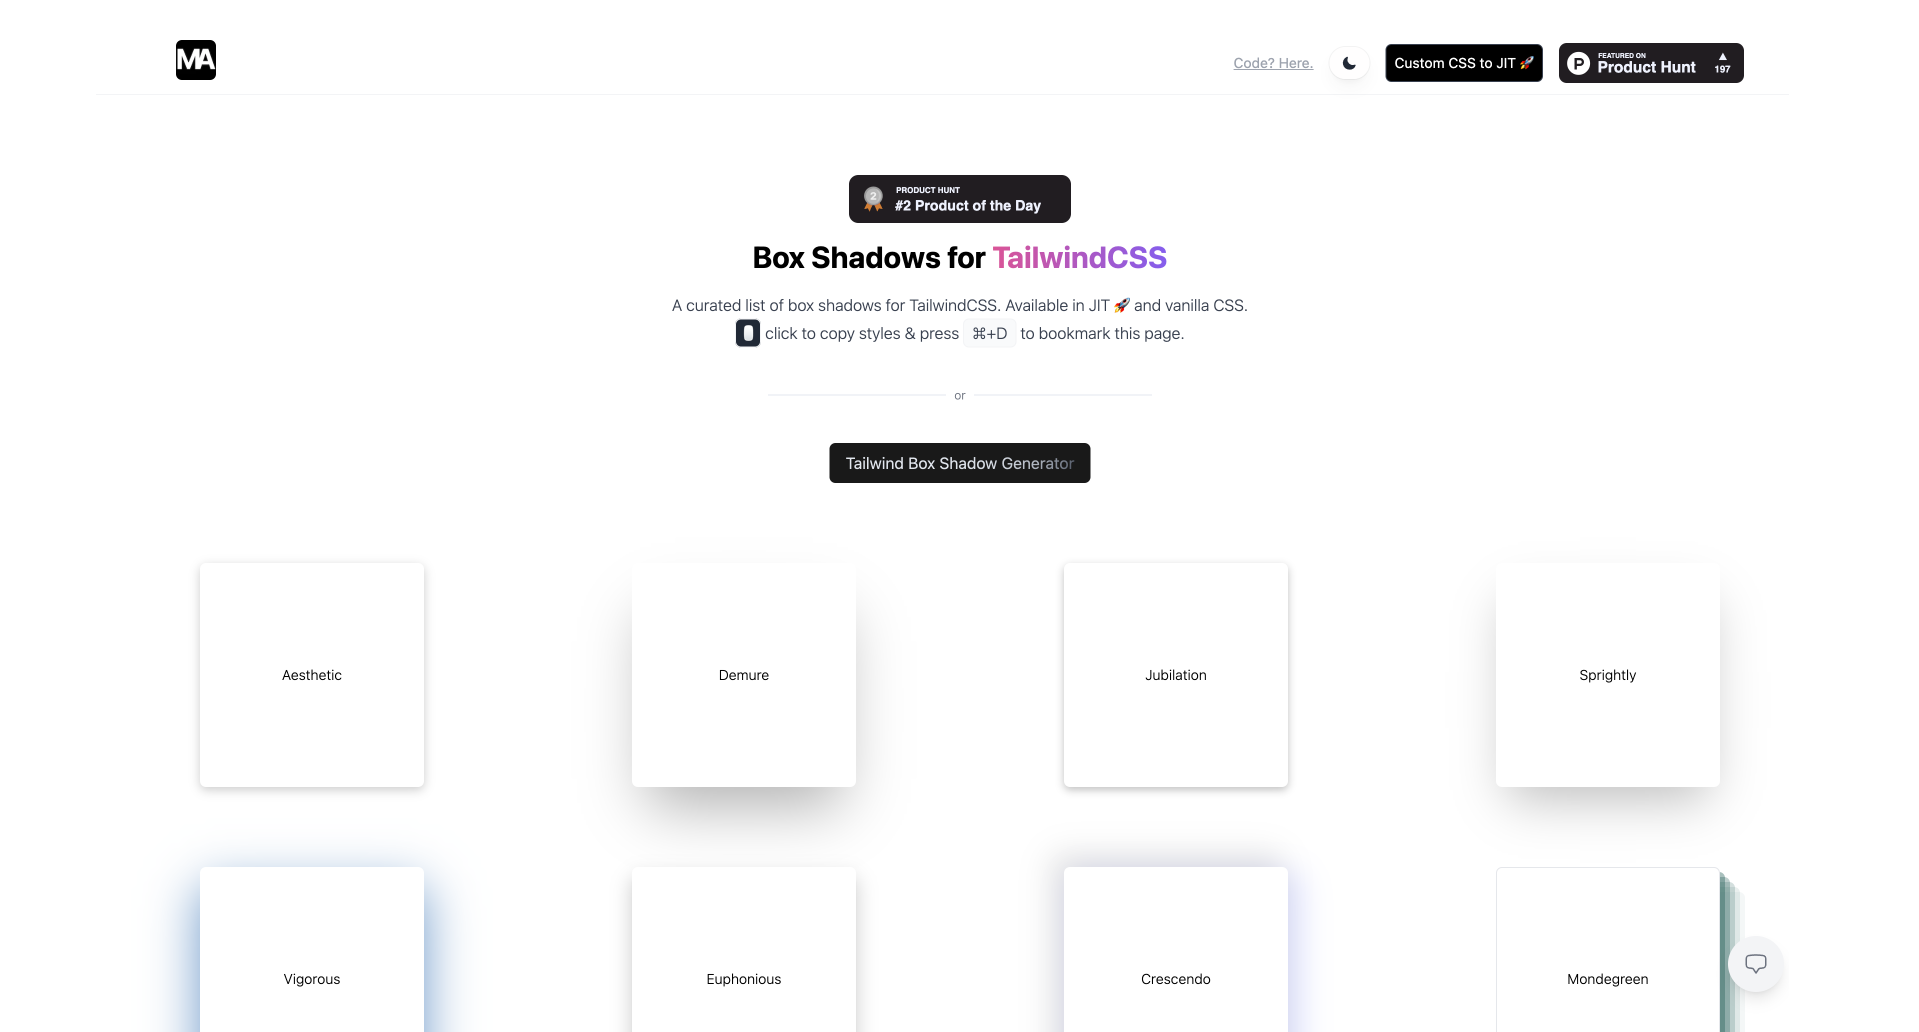 MA
Code? Here.
Custom CSS to JIT 🚀
P
FEATURED ON
Product Hunt
▲
197
2
PRODUCT HUNT
#2 Product of the Day
Box Shadows for TailwindCSS
A curated list of box shadows for TailwindCSS. Available in JIT 🚀 and vanilla CSS.
click to copy styles & press ⌘+D to bookmark this page.
or
Tailwind Box Shadow Generator
Aesthetic
Demure
Jubilation
Sprightly
Vigorous
Euphonious
Crescendo
Mondegreen